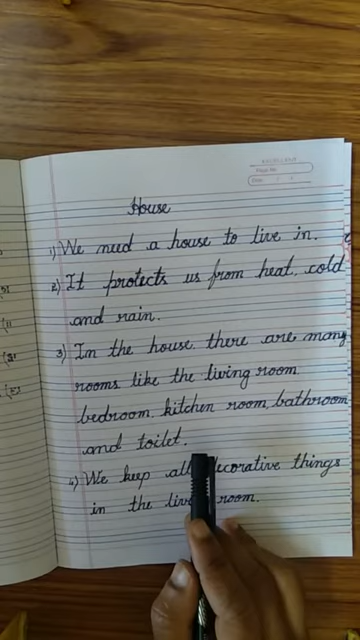 House
1) We need a house to live in.
2) It protects us from heat, cold
and rain.
3) In the house, there are many
rooms like the living room
bedroom, kitchen room, bathroom
and toilet.
4) We keep all decorative things
in the room.